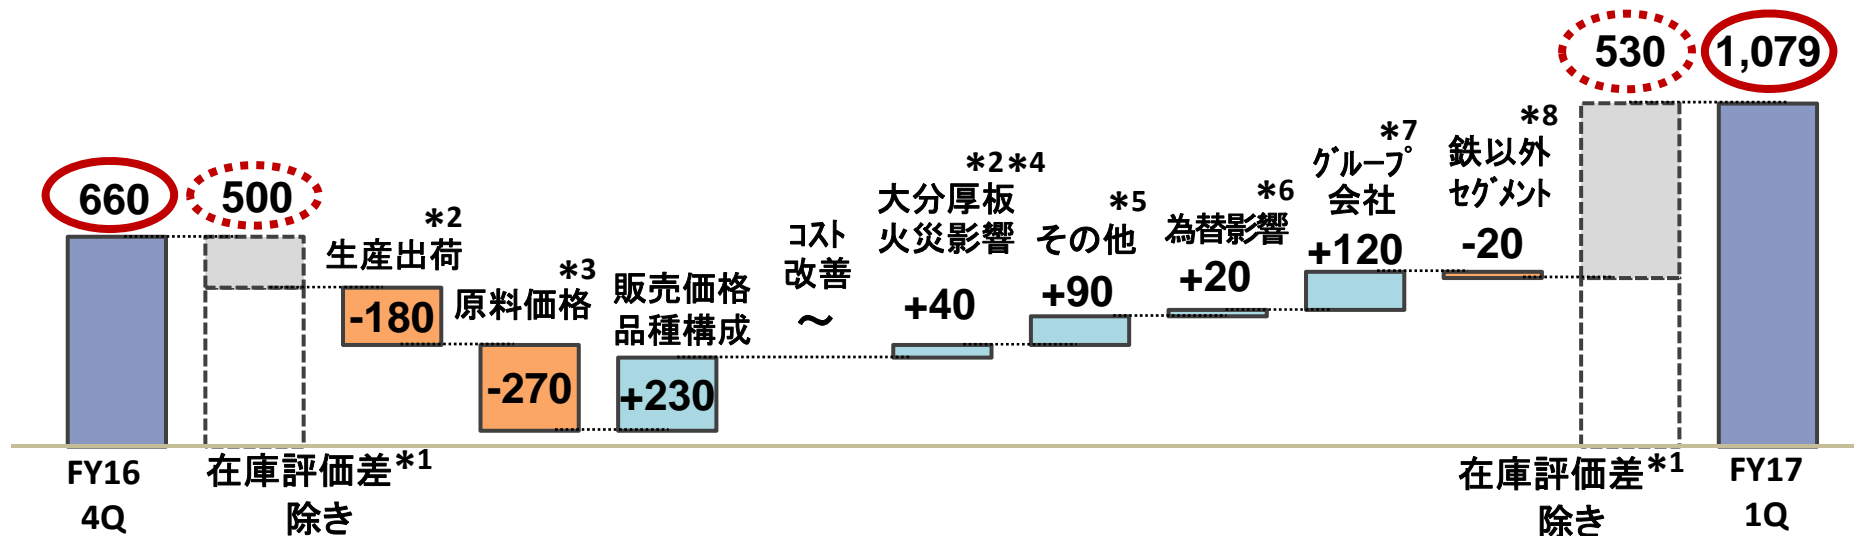 660
FY16
4Q
500
在庫評価差*1
除き
*2
生産出荷
-180
*3
原料価格
-270
販売価格
品種構成
+230
コスト
改善
～
*2*4
大分厚板
火災影響
+40
*5
その他
+90
*6
為替影響
+20
*7
グループ
会社
+120
*8
鉄以外
セグメント
-20
530
在庫評価差*1
除き
1,079
FY17
1Q